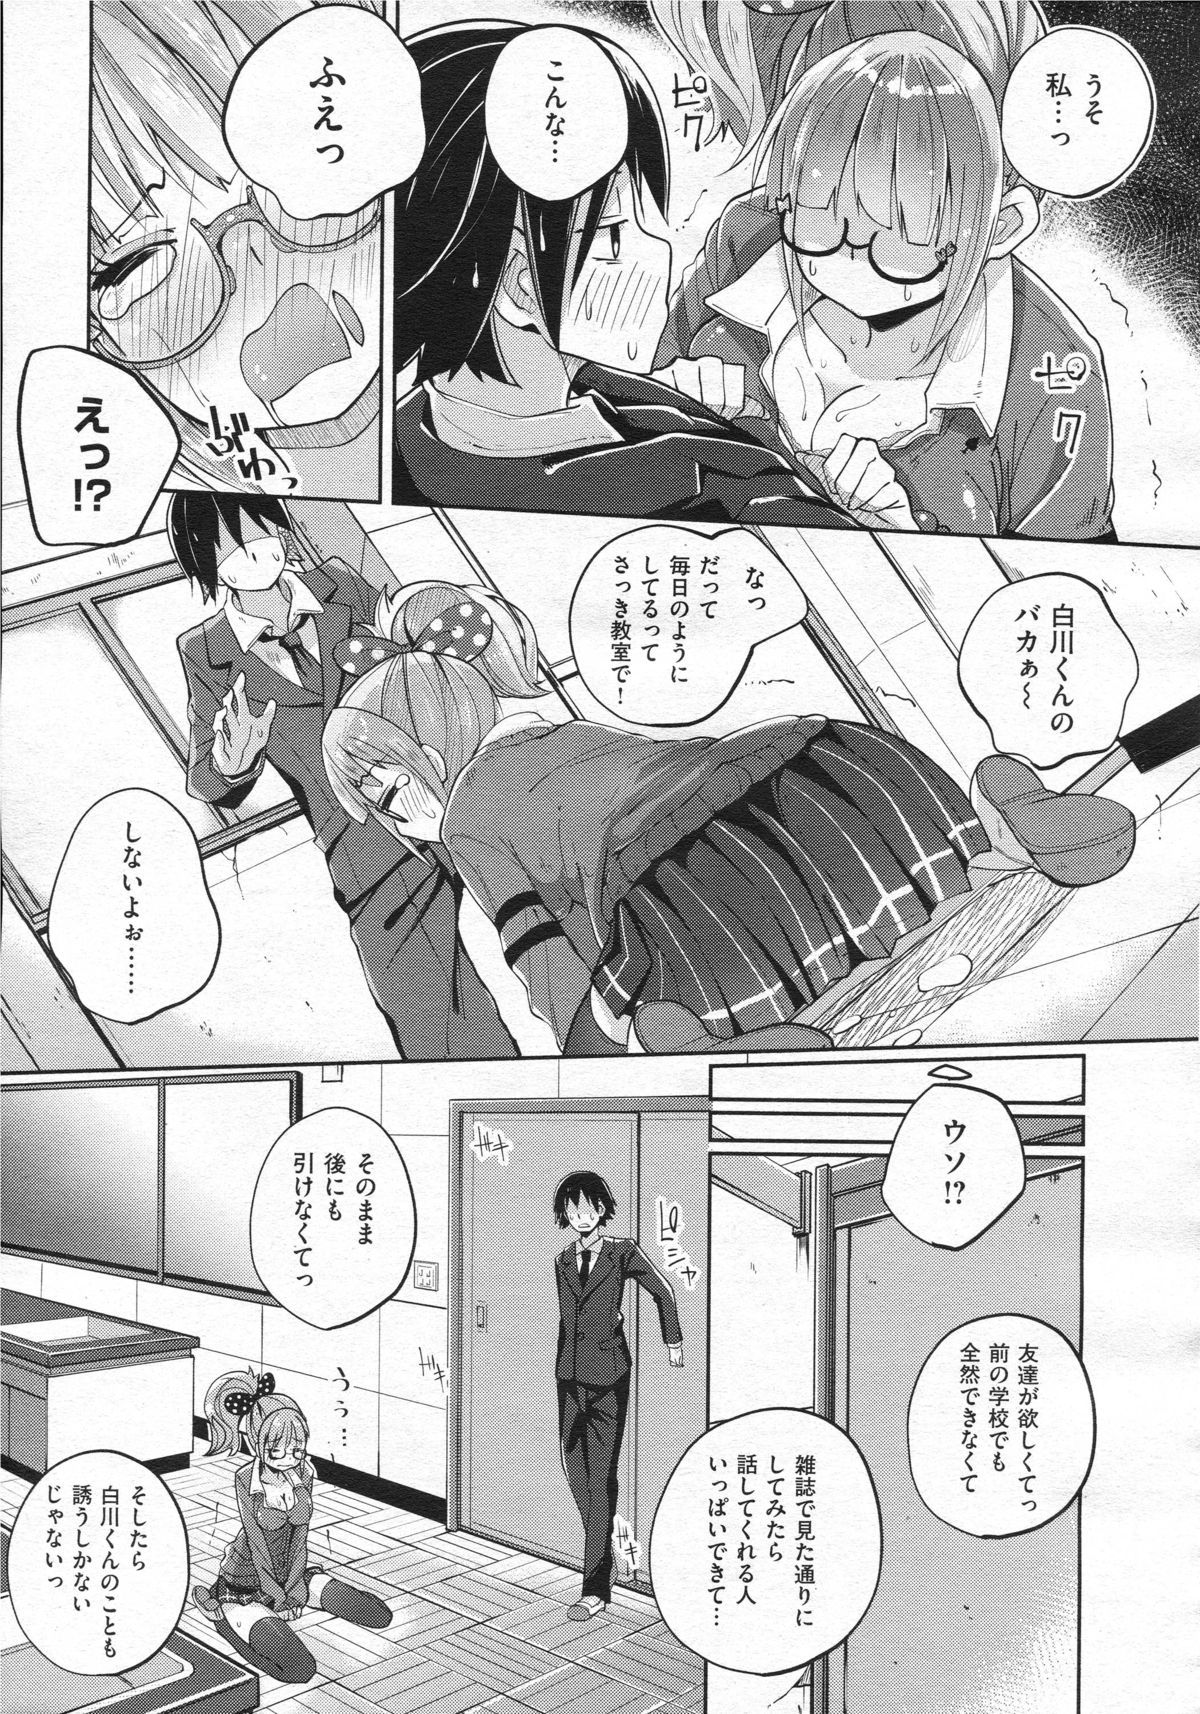 うそ
私…っ
ピク
ピク
こんな…
ふえっ
ぶわっ
えっ!?
白川くんの
バカぁ～
なっ
だって
毎日のように
してるって
さっき教室で！
しないよぉ……
ウソ!?
友達が欲しくてっ
前の学校でも
全然できなくて
雑誌で見た通りに
してみたら
話してくれる人
いっぱいできて…
ピシャ
そのまま
後にも
引けなくてっ
うぅ…
そしたら
白川くんのことも
誘うしかない
じゃないっ